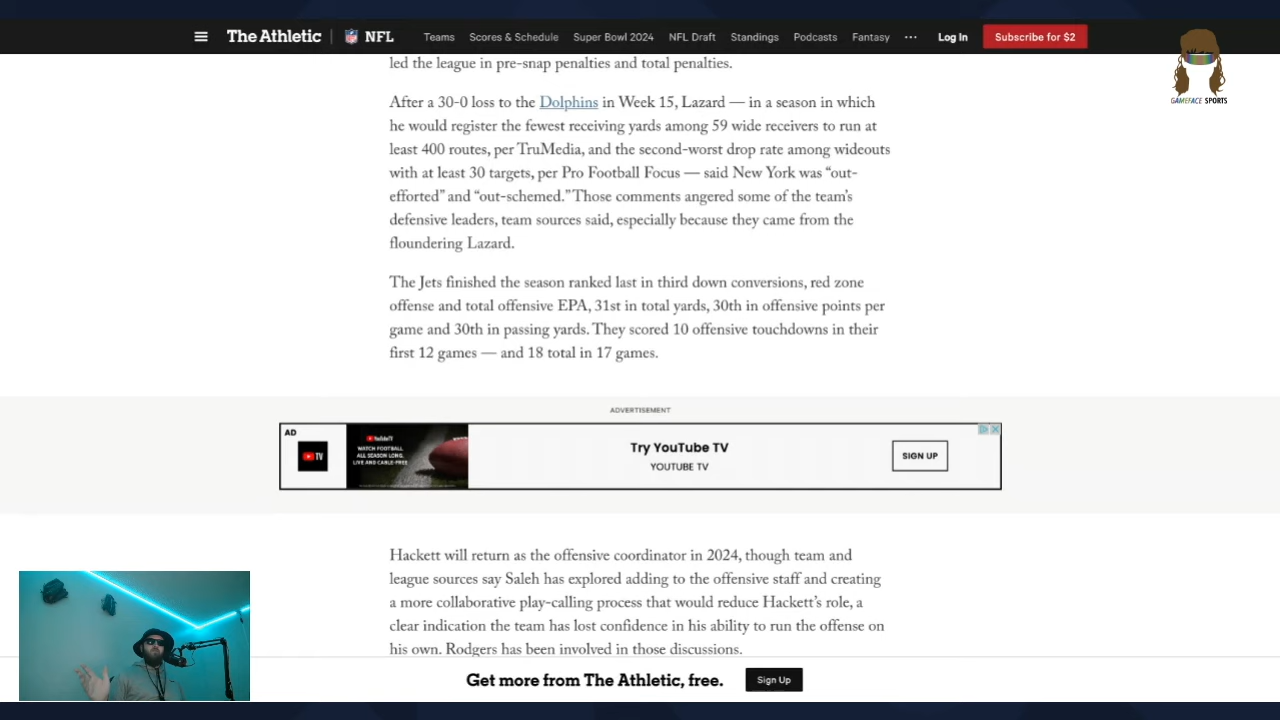 The Athletic NFL Teams Scores & Schedule Super Bowl 2024 NFL Draft Standings Podcasts Fantasy ••• Log In Subscribe for $2
GAMEFACE SPORTS
led the league in pre-snap penalties and total penalties.
After a 30-0 loss to the Dolphins in Week 15, Lazard — in a season in which
he would register the fewest receiving yards among 59 wide receivers to run at
least 400 routes, per TruMedia, and the second-worst drop rate among wideouts
with at least 30 targets, per Pro Football Focus — said New York was “out-
efforted” and “out-schemed.” Those comments angered some of the team’s
defensive leaders, team sources said, especially because they came from the
floundering Lazard.
The Jets finished the season ranked last in third down conversions, red zone
offense and total offensive EPA, 31st in total yards, 30th in offensive points per
game and 30th in passing yards. They scored 10 offensive touchdowns in their
first 12 games — and 18 total in 17 games.
ADVERTISEMENT
AD
TV
YouTubeTV
WATCH FOOTBALL
ALL SEASON LONG,
LIVE AND CABLE-FREE
Try YouTube TV
YOUTUBE TV
SIGN UP
Hackett will return as the offensive coordinator in 2024, though team and
league sources say Saleh has explored adding to the offensive staff and creating
a more collaborative play-calling process that would reduce Hackett’s role, a
clear indication the team has lost confidence in his ability to run the offense on
his own. Rodgers has been involved in those discussions.
Get more from The Athletic, free. Sign Up